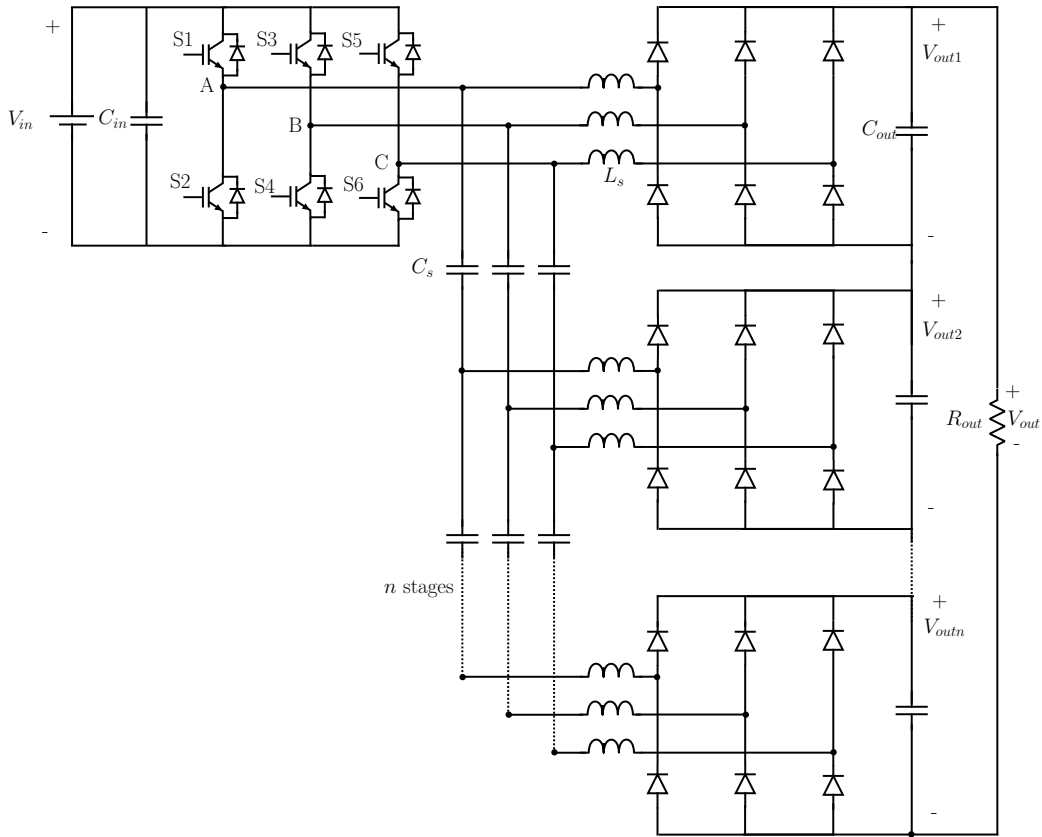 +
S1
S3
S5
+
V_out1
A
V_in
C_in
B
C_out
C
S2
S4
S6
L_s
-
-
C_s
+
V_out2
+
R_out
V_out
-
-
n stages
+
V_outn
-